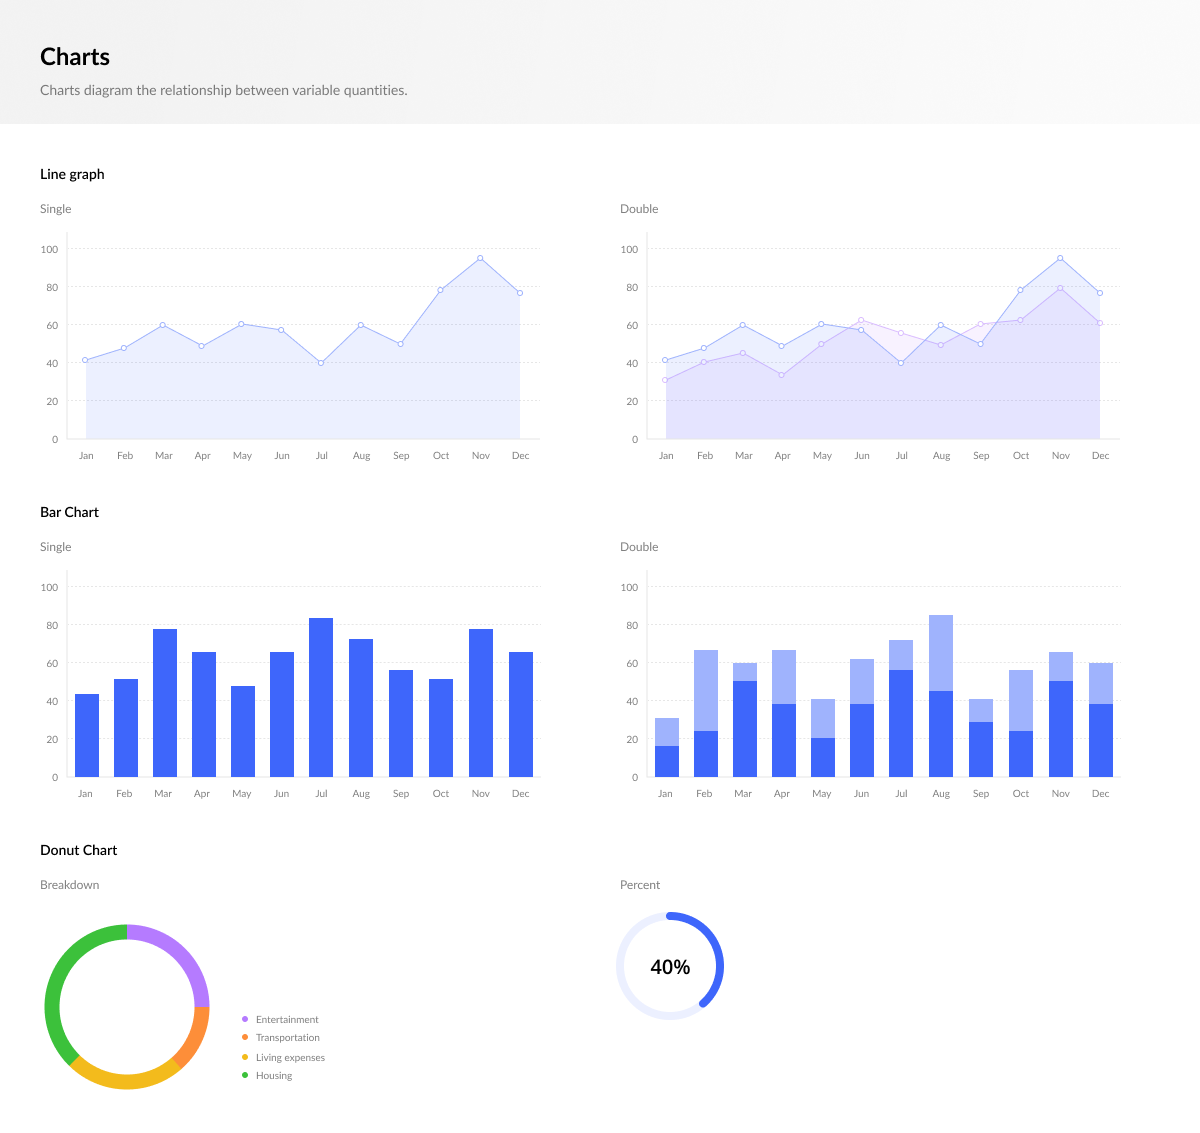 Charts
Charts diagram the relationship between variable quantities.
Line graph
Single
100
80
60
40
20
0
Jan Feb Mar Apr May Jun Jul Aug Sep Oct Nov Dec
Double
100
80
60
40
20
0
Jan Feb Mar Apr May Jun Jul Aug Sep Oct Nov Dec
Bar Chart
Single
100
80
60
40
20
0
Jan Feb Mar Apr May Jun Jul Aug Sep Oct Nov Dec
Double
100
80
60
40
20
0
Jan Feb Mar Apr May Jun Jul Aug Sep Oct Nov Dec
Donut Chart
Breakdown
Entertainment
Transportation
Living expenses
Housing
Percent
40%